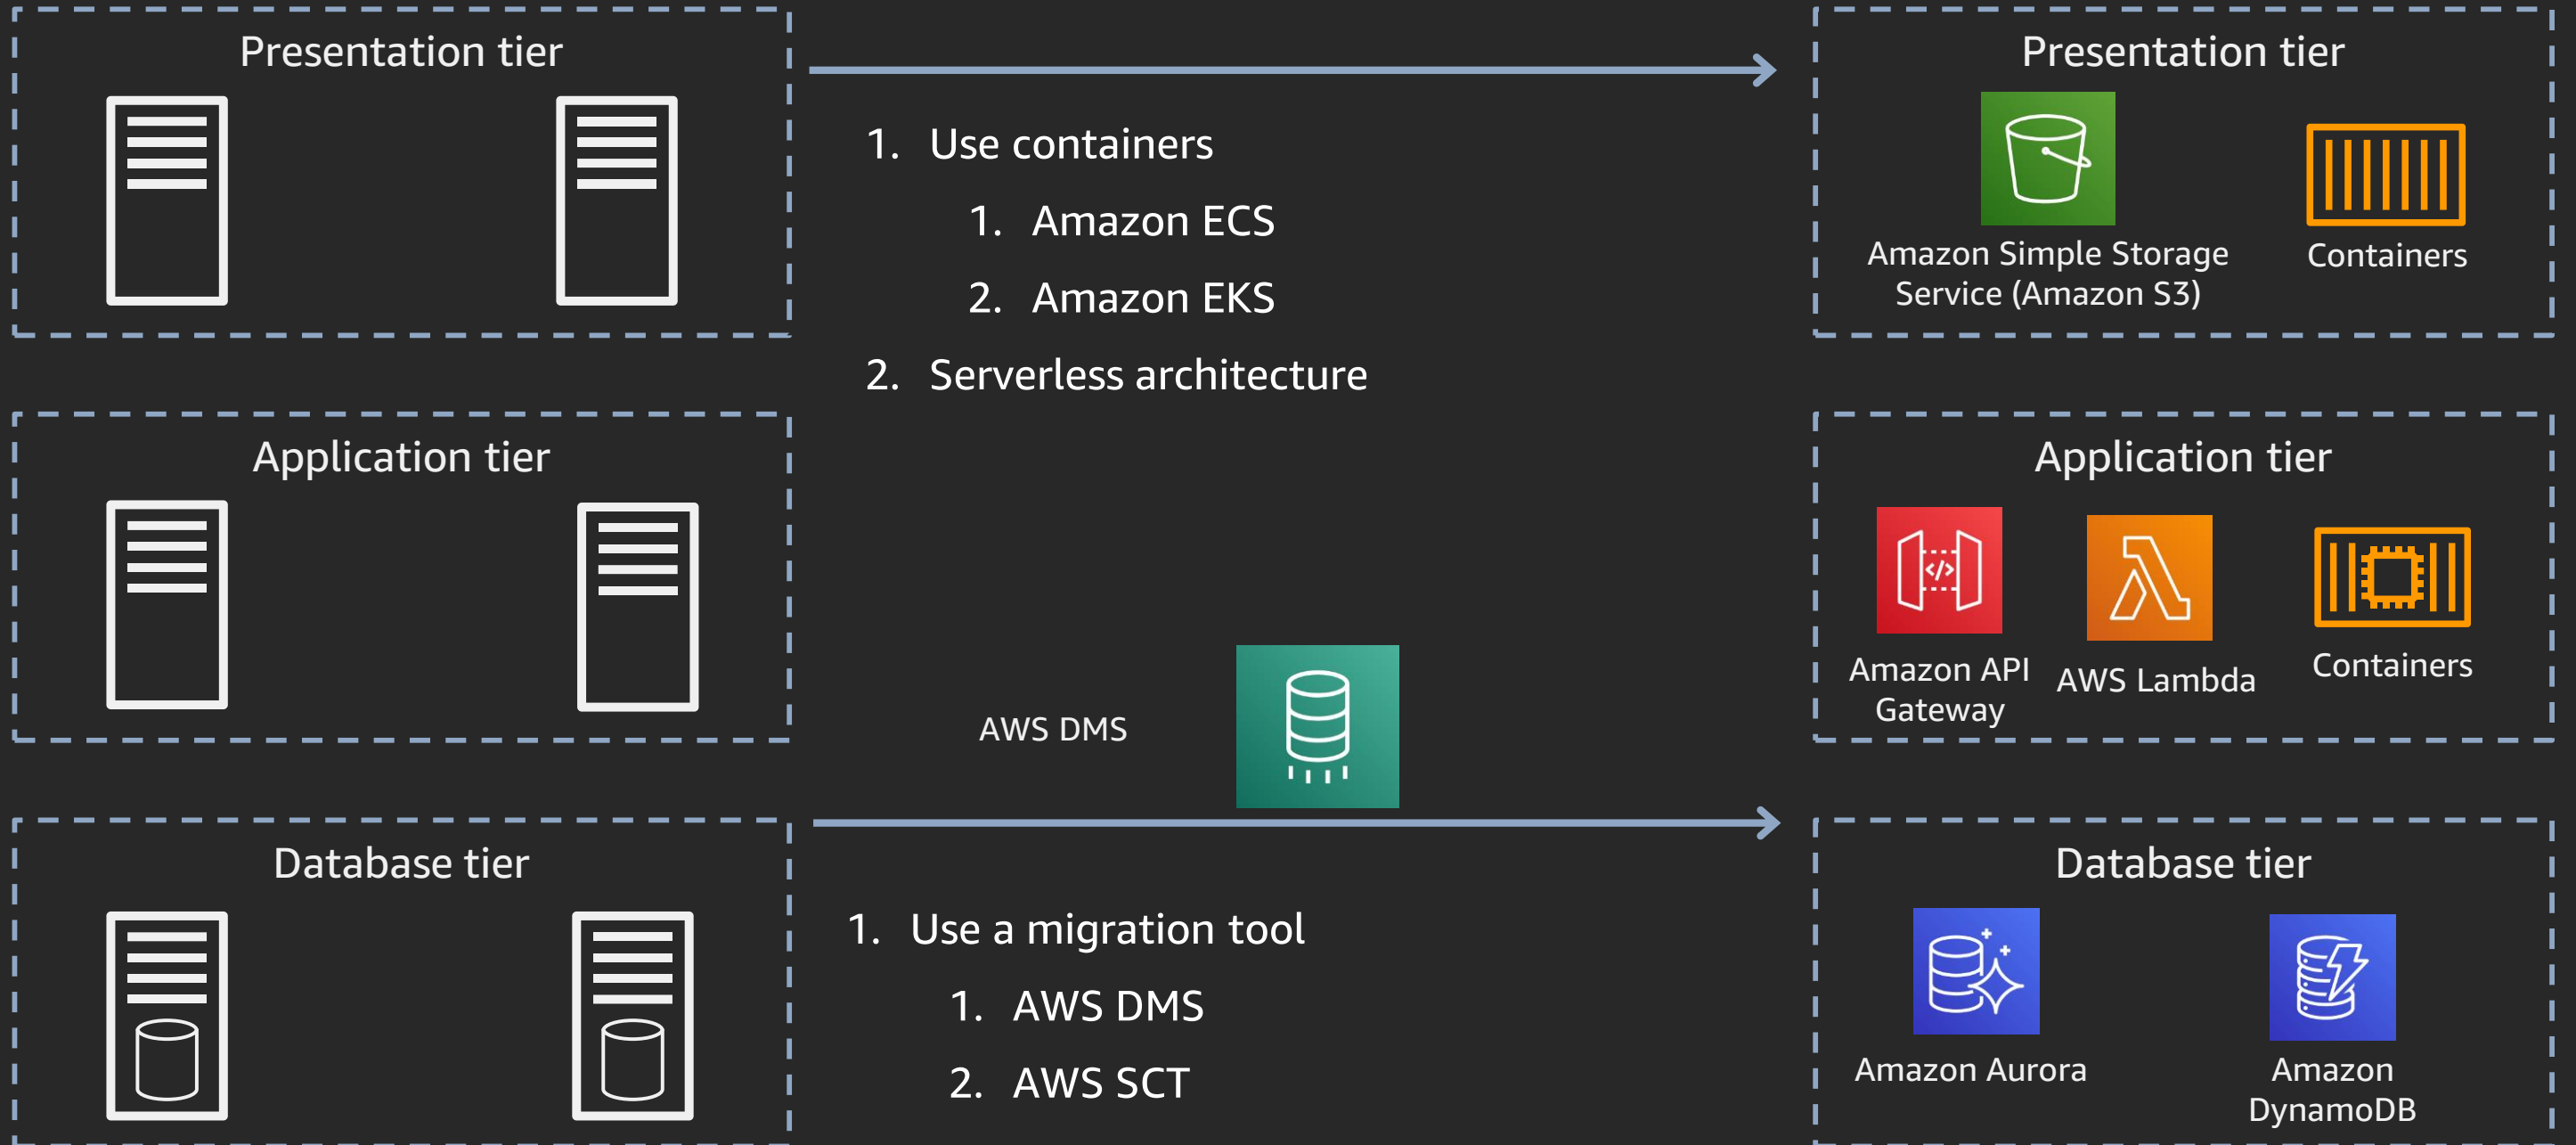 Presentation tier
1. Use containers
1. Amazon ECS
2. Amazon EKS
2. Serverless architecture
Presentation tier
Amazon Simple Storage
Service (Amazon S3)
Containers
Application tier
AWS DMS
Application tier
</>
Amazon API
Gateway
AWS Lambda
Containers
Database tier
1. Use a migration tool
1. AWS DMS
2. AWS SCT
Database tier
Amazon Aurora
Amazon
DynamoDB